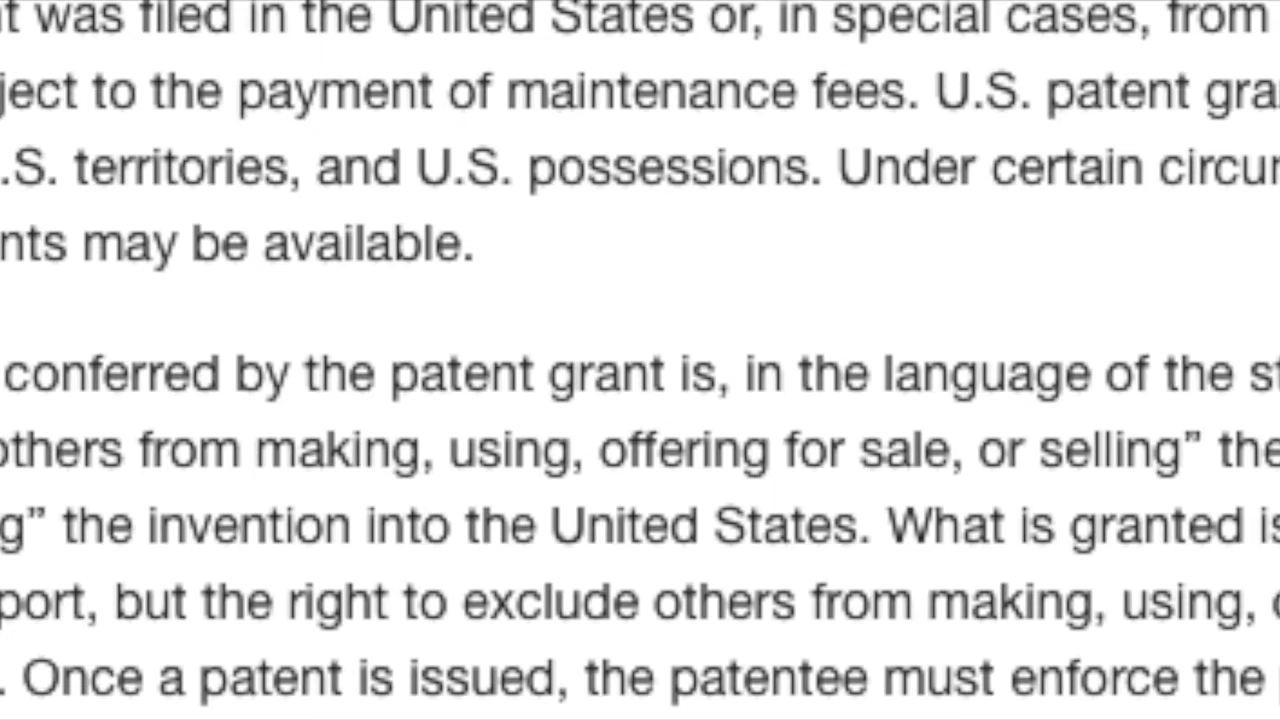 t was filed in the United States or, in special cases, from
ject to the payment of maintenance fees. U.S. patent gra
.S. territories, and U.S. possessions. Under certain circur
nts may be available.
conferred by the patent grant is, in the language of the st
others from making, using, offering for sale, or selling” the
g” the invention into the United States. What is granted is
port, but the right to exclude others from making, using, o
. Once a patent is issued, the patentee must enforce the p